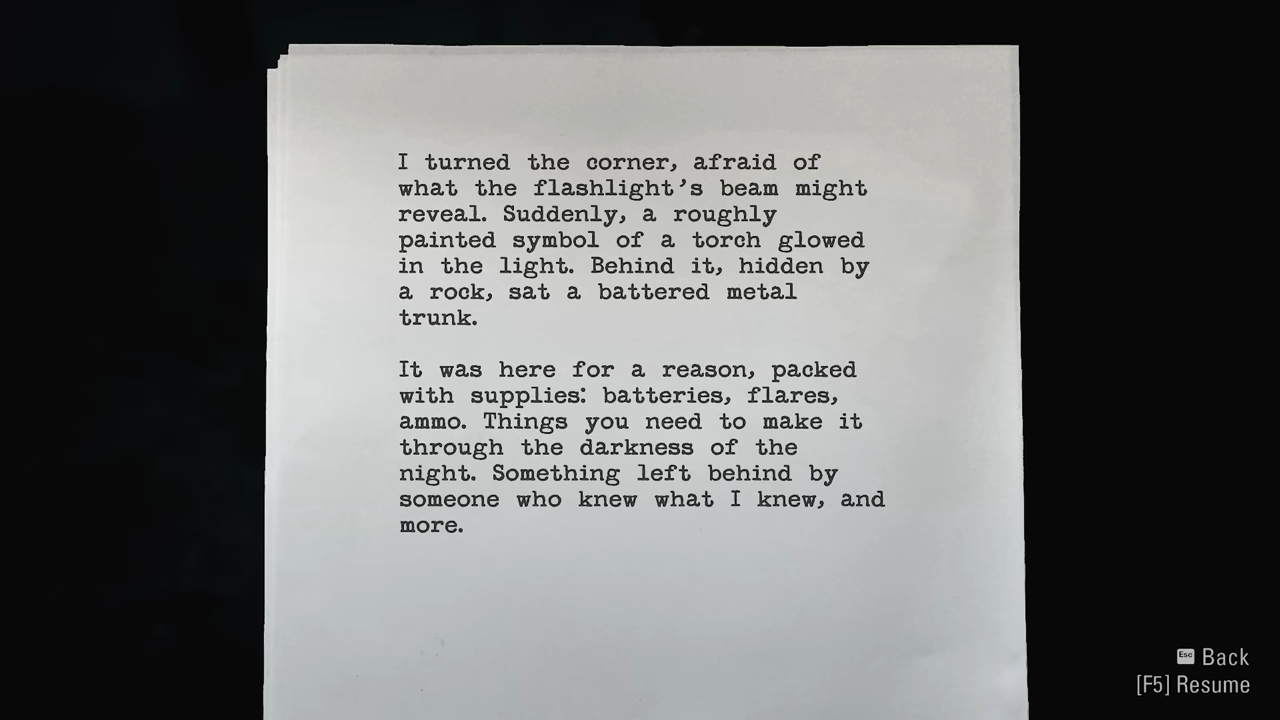 I turned the corner, afraid of
what the flashlight's beam might
reveal. Suddenly, a roughly
painted symbol of a torch glowed
in the light. Behind it, hidden by
a rock, sat a battered metal
trunk.
It was here for a reason, packed
with supplies: batteries, flares,
ammo. Things you need to make it
through the darkness of the
night. Something left behind by
someone who knew what I knew, and
more.
Esc Back
[F5] Resume